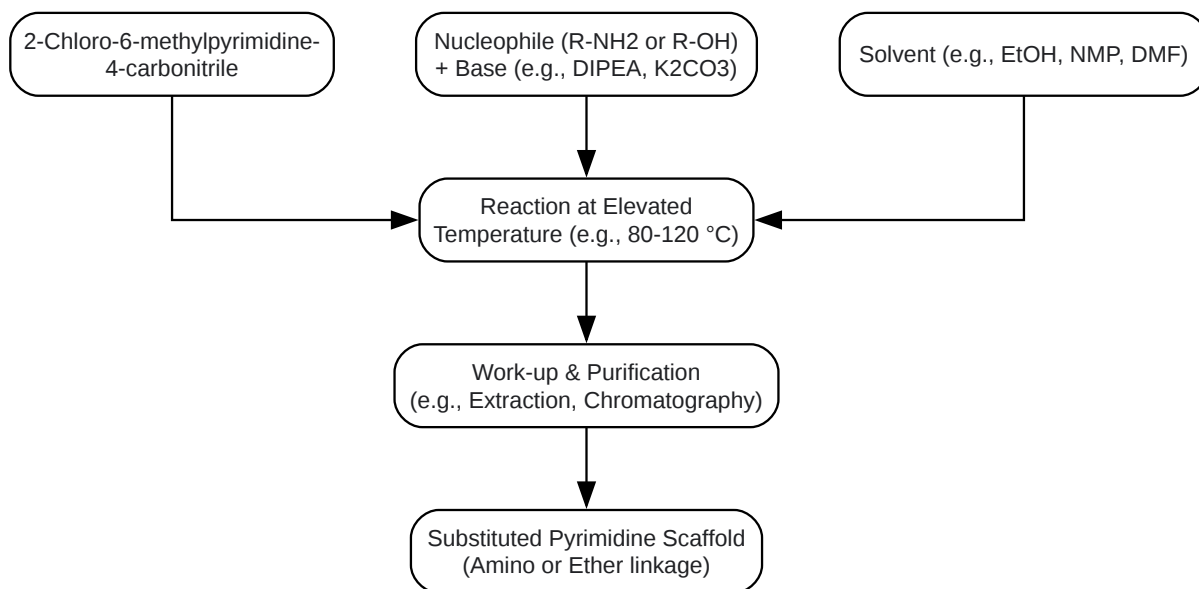 2-Chloro-6-methylpyrimidine-
4-carbonitrile
Nucleophile (R-NH2 or R-OH)
+ Base (e.g., DIPEA, K2CO3)
Solvent (e.g., EtOH, NMP, DMF)
Reaction at Elevated
Temperature (e.g., 80-120 °C)
Work-up & Purification
(e.g., Extraction, Chromatography)
Substituted Pyrimidine Scaffold
(Amino or Ether linkage)